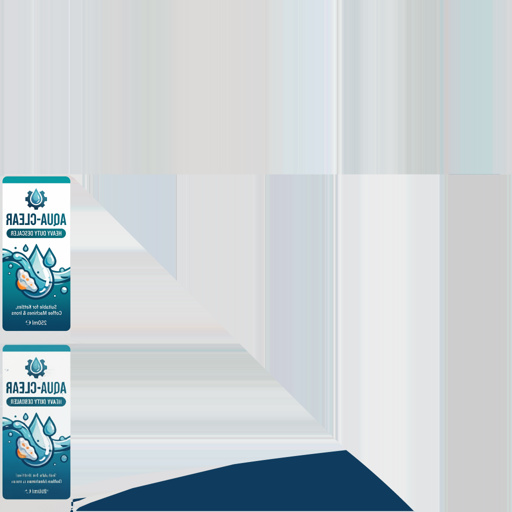 AQUA-CLEAR
HEAVY DUTY DESCALER
Suitable for Kettles,
Coffee Machines & Irons
250ml e
AQUA-CLEAR
HEAVY DUTY DESCALER